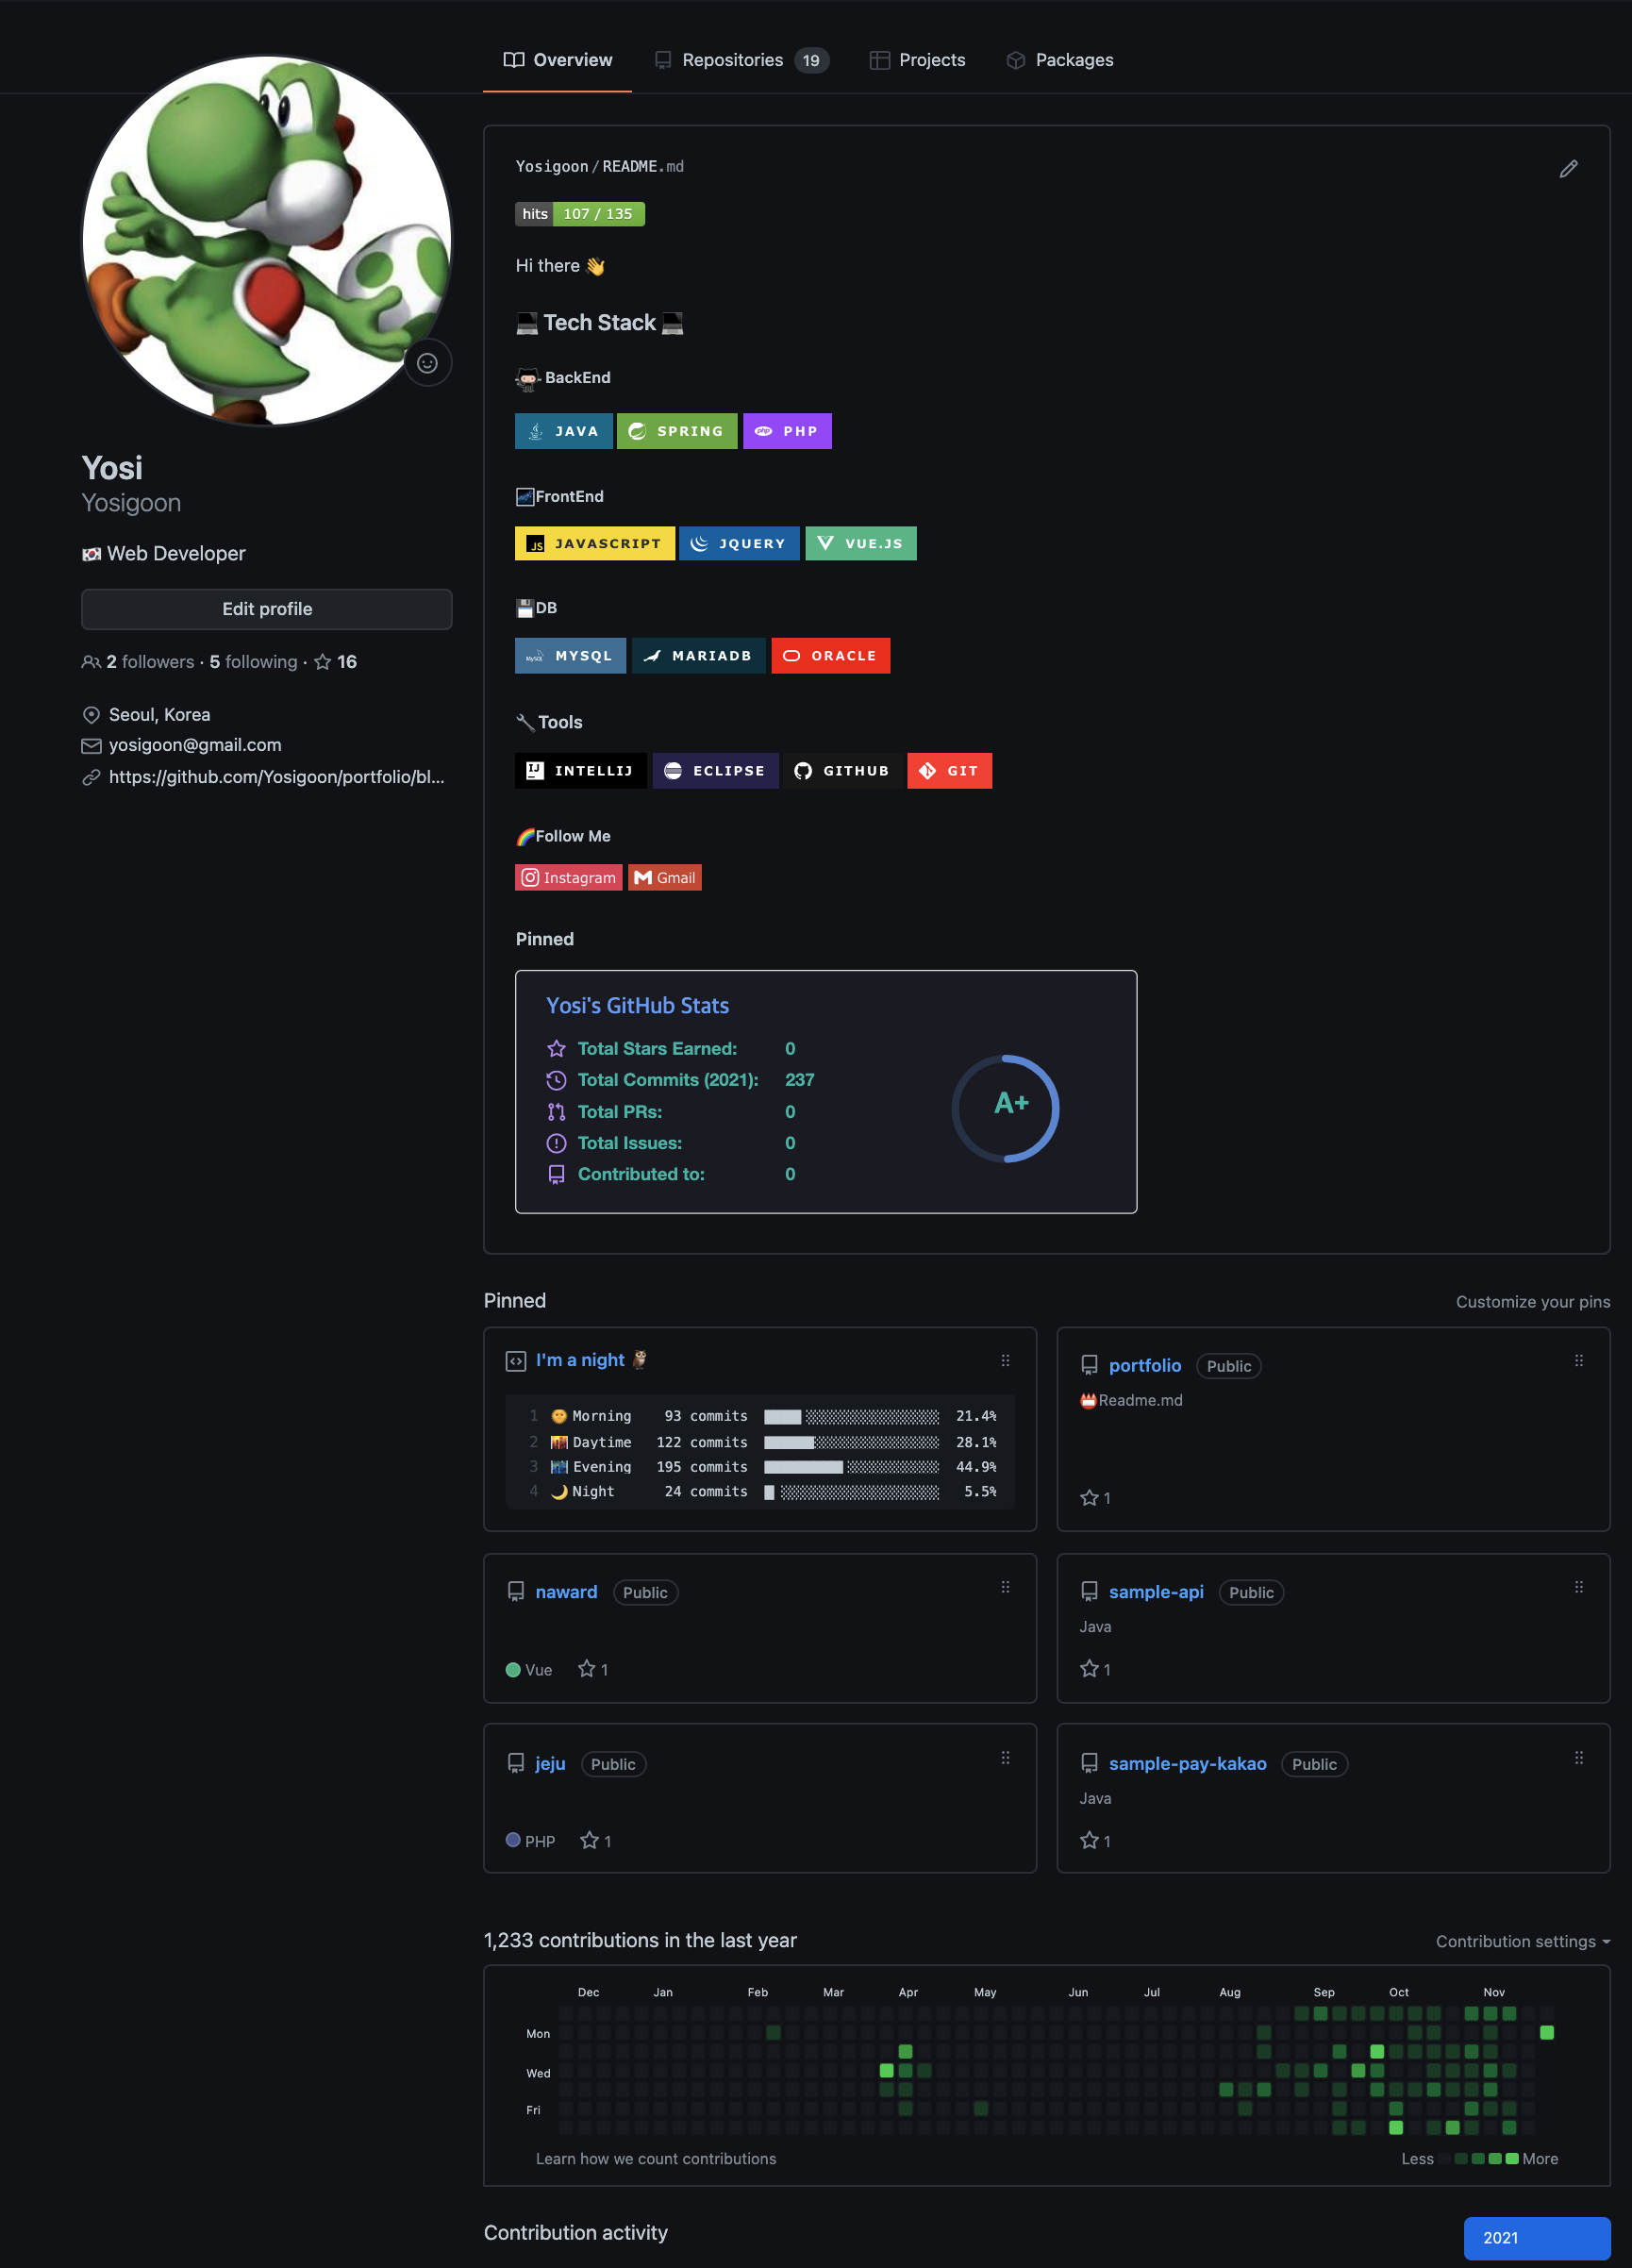 Overview Repositories 19 Projects Packages
Yosi
Yosigoon
🇰🇷 Web Developer
Edit profile
2 followers · 5 following · 16
Seoul, Korea
yosigoon@gmail.com
https://github.com/Yosigoon/portfolio/bl...
Yosigoon/README.md
hits 107 / 135
Hi there 👋
💻 Tech Stack 💻
BackEnd
JAVA SPRING php PHP
FrontEnd
JS JAVASCRIPT JQUERY VUE.JS
💾DB
MySQL MYSQL MARIADB ORACLE
🔧Tools
IJ INTELLIJ ECLIPSE GITHUB GIT
🌈Follow Me
Instagram Gmail
Pinned
Yosi's GitHub Stats
Total Stars Earned: 0
Total Commits (2021): 237
Total PRs: 0
Total Issues: 0
Contributed to: 0
A+
Pinned Customize your pins
I'm a night 🦉
1 🌞 Morning 93 commits 21.4%
2 🌆 Daytime 122 commits 28.1%
3 🌃 Evening 195 commits 44.9%
4 🌙 Night 24 commits 5.5%
portfolio Public
📛Readme.md
1
naward Public
Vue 1
sample-api Public
Java
1
jeju Public
PHP 1
sample-pay-kakao Public
Java
1
1,233 contributions in the last year Contribution settings
Dec Jan Feb Mar Apr May Jun Jul Aug Sep Oct Nov
Mon
Wed
Fri
Learn how we count contributions Less More
Contribution activity 2021